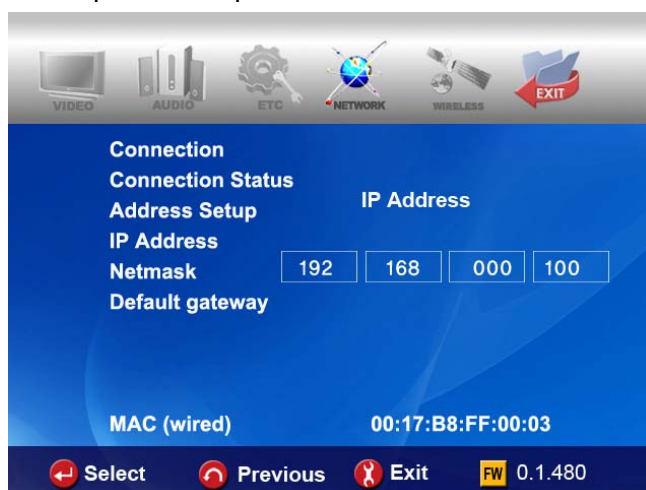 VIDEO AUDIO ETC NETWORK WIRELESS EXIT
Connection
Connection Status
Address Setup
IP Address
IP Address
Netmask
192 168 000 100
Default gateway
MAC (wired) 00:17:B8:FF:00:03
Select Previous Exit FW 0.1.480